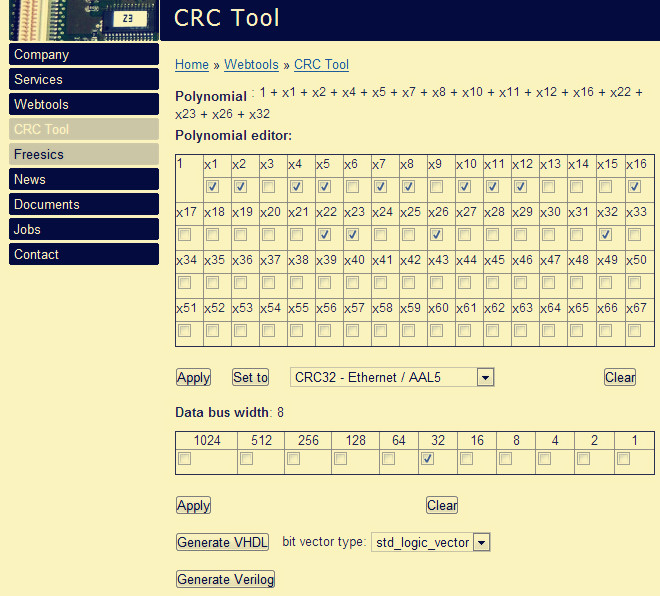 Z3
CRC Tool
Company
Services
Webtools
CRC Tool
Freesics
News
Documents
Jobs
Contact
Home » Webtools » CRC Tool
Polynomial : 1 + x1 + x2 + x4 + x5 + x7 + x8 + x10 + x11 + x12 + x16 + x22 +
x23 + x26 + x32
Polynomial editor:
1 x1 x2 x3 x4 x5 x6 x7 x8 x9 x10 x11 x12 x13 x14 x15 x16
x17 x18 x19 x20 x21 x22 x23 x24 x25 x26 x27 x28 x29 x30 x31 x32 x33
x34 x35 x36 x37 x38 x39 x40 x41 x42 x43 x44 x45 x46 x47 x48 x49 x50
x51 x52 x53 x54 x55 x56 x57 x58 x59 x60 x61 x62 x63 x64 x65 x66 x67
Apply Set to CRC32 - Ethernet / AAL5 Clear
Data bus width: 8
1024 512 256 128 64 32 16 8 4 2 1
Apply Clear
Generate VHDL bit vector type: std_logic_vector
Generate Verilog